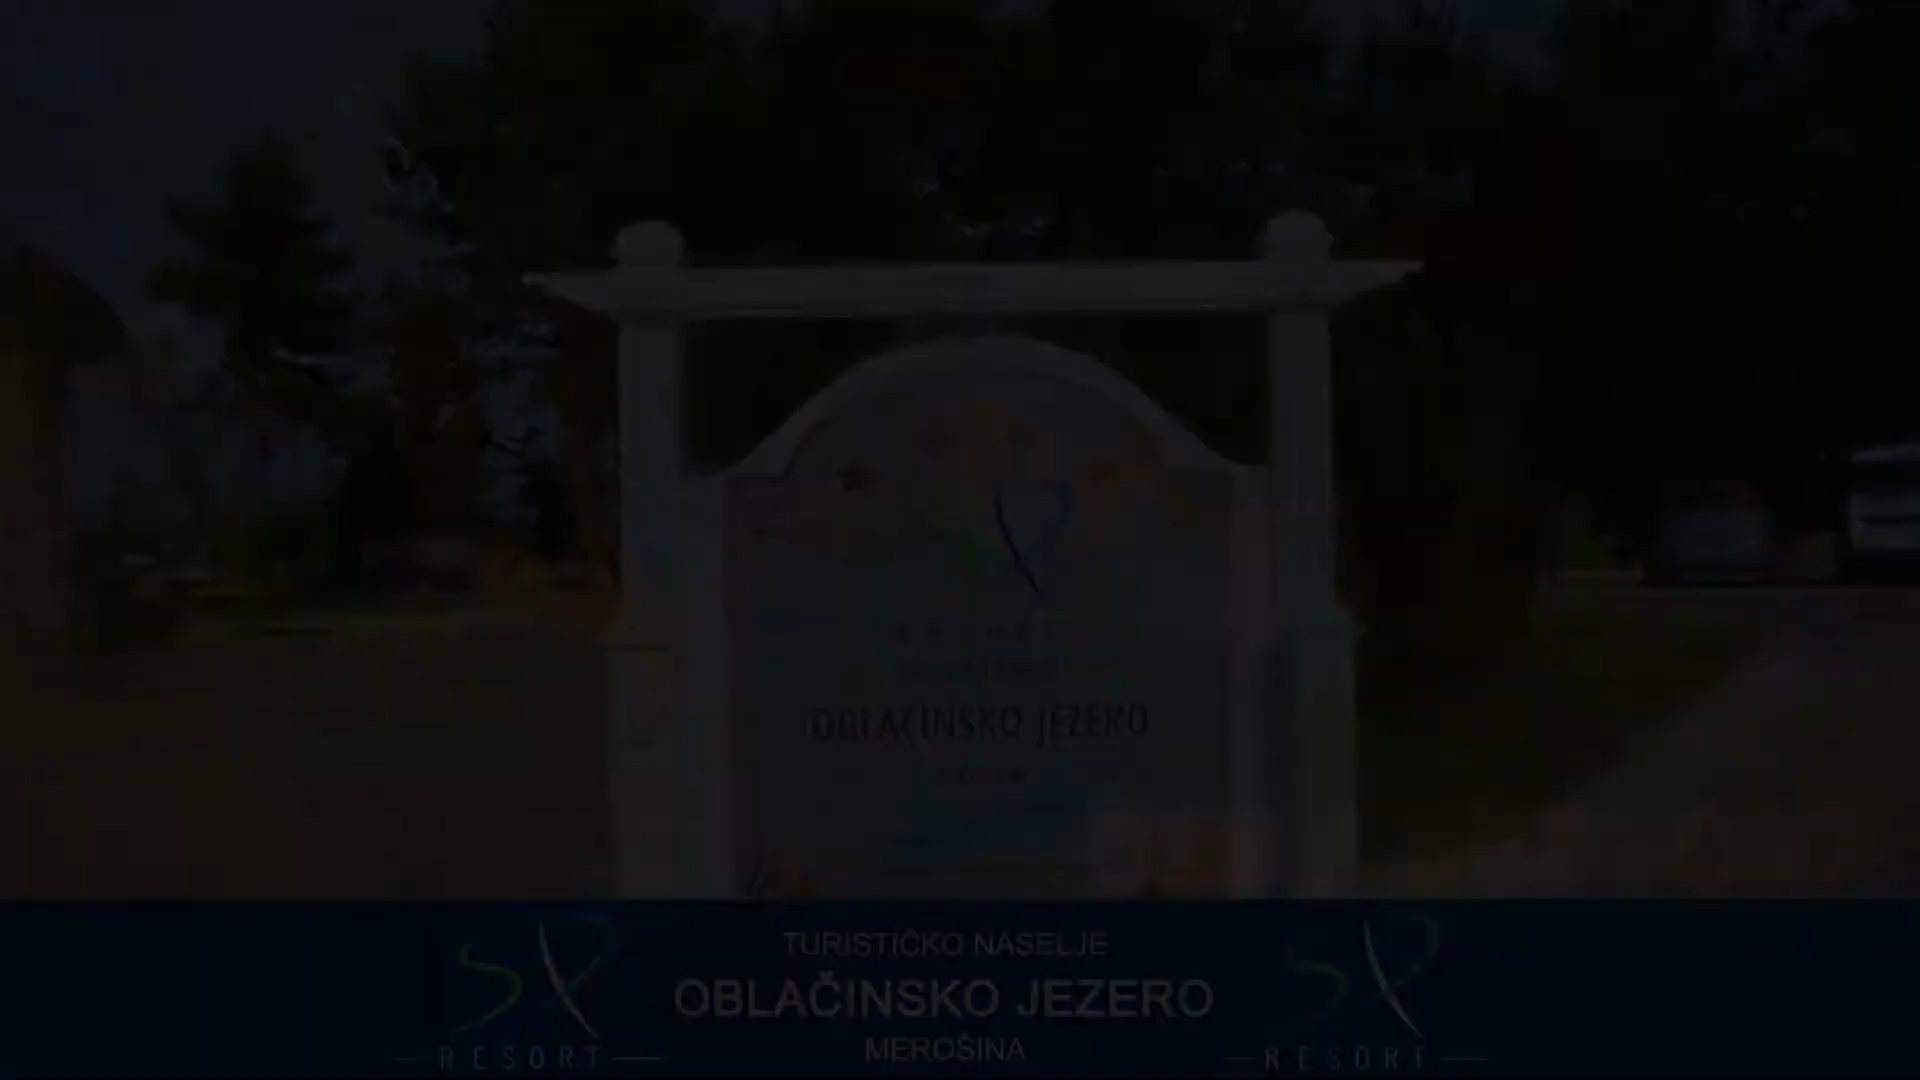 OBLAČINSKO JEZERO
TURISTIČKO NASELJE
OBLAČINSKO JEZERO
MEROŠINA
RESORT
RESORT